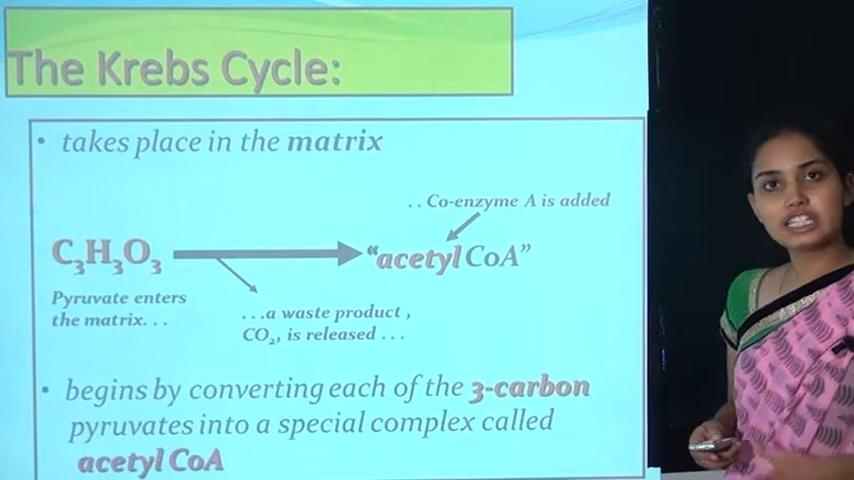 The Krebs Cycle:
• takes place in the matrix
. . Co-enzyme A is added
C₃H₃O₃ “acetyl CoA”
Pyruvate enters
the matrix. . .
. . .a waste product ,
CO₂, is released . . .
• begins by converting each of the 3-carbon
pyruvates into a special complex called
acetyl CoA